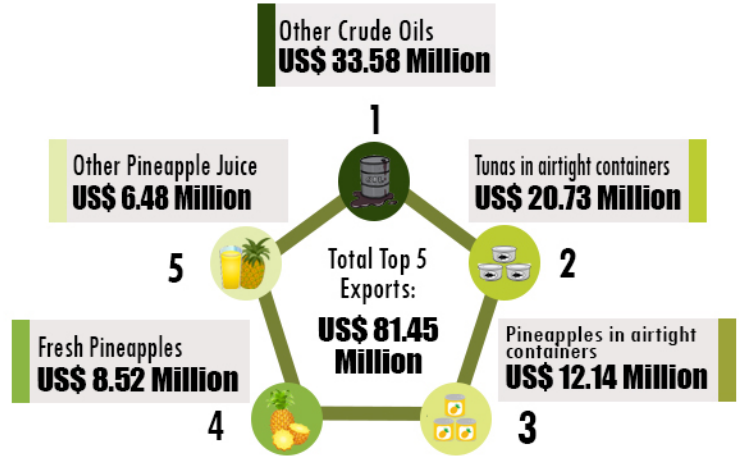 Other Crude Oils
US$ 33.58 Million
1
Other Pineapple Juice
US$ 6.48 Million
5
Tunas in airtight containers
US$ 20.73 Million
2
Total Top 5
Exports:
US$ 81.45
Million
Fresh Pineapples
US$ 8.52 Million
4
Pineapples in airtight
containers
US$ 12.14 Million
3